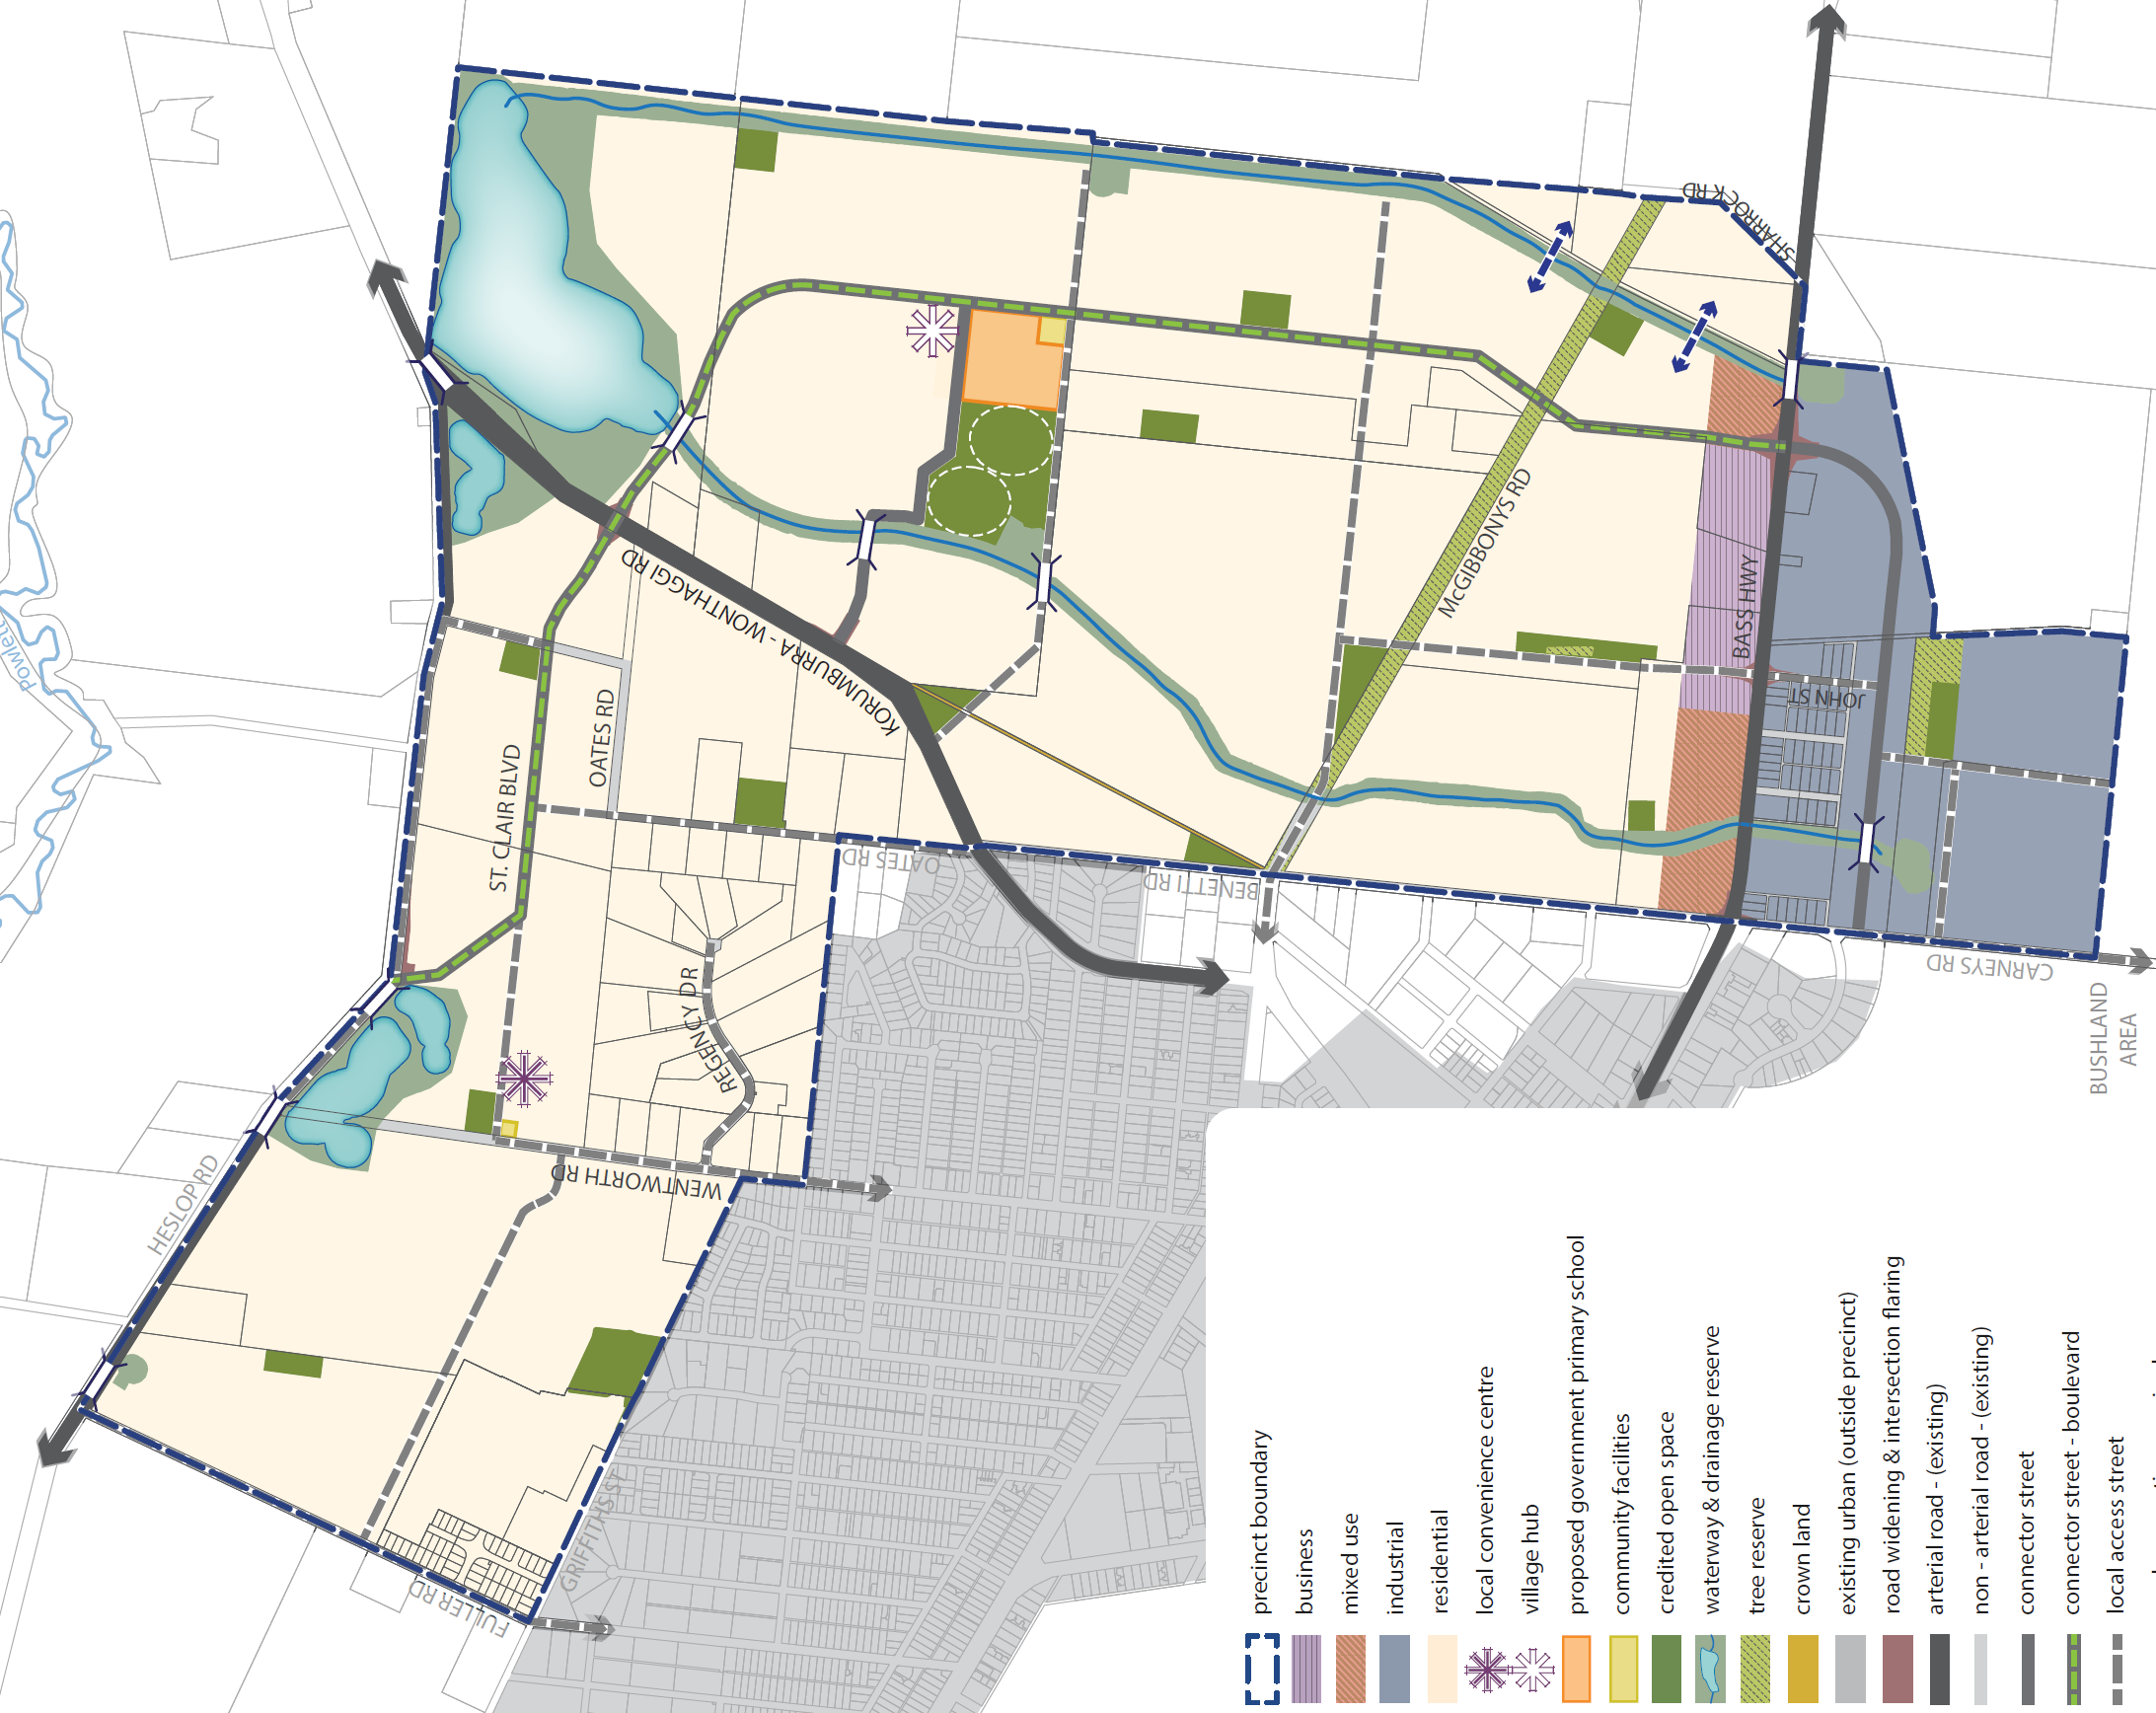 SHARROCK RD
Powlett
KORUMBURRA - WONTHAGGI RD
McGIBBONYS RD
BASS HWY
JOHN ST
OATES RD
ST. CLAIR BLVD
OATES RD
BENETTI RD
CARNEYS RD
BUSHLAND
AREA
REGENCY DR
WENTWORTH RD
HESLOP RD
GRIFFITHS ST
FULLER RD
precinct boundary
business
mixed use
industrial
residential
local convenience centre
village hub
proposed government primary school
community facilities
credited open space
waterway & drainage reserve
tree reserve
crown land
existing urban (outside precinct)
road widening & intersection flaring
arterial road - (existing)
non - arterial road - (existing)
connector street
connector street - boulevard
local access street